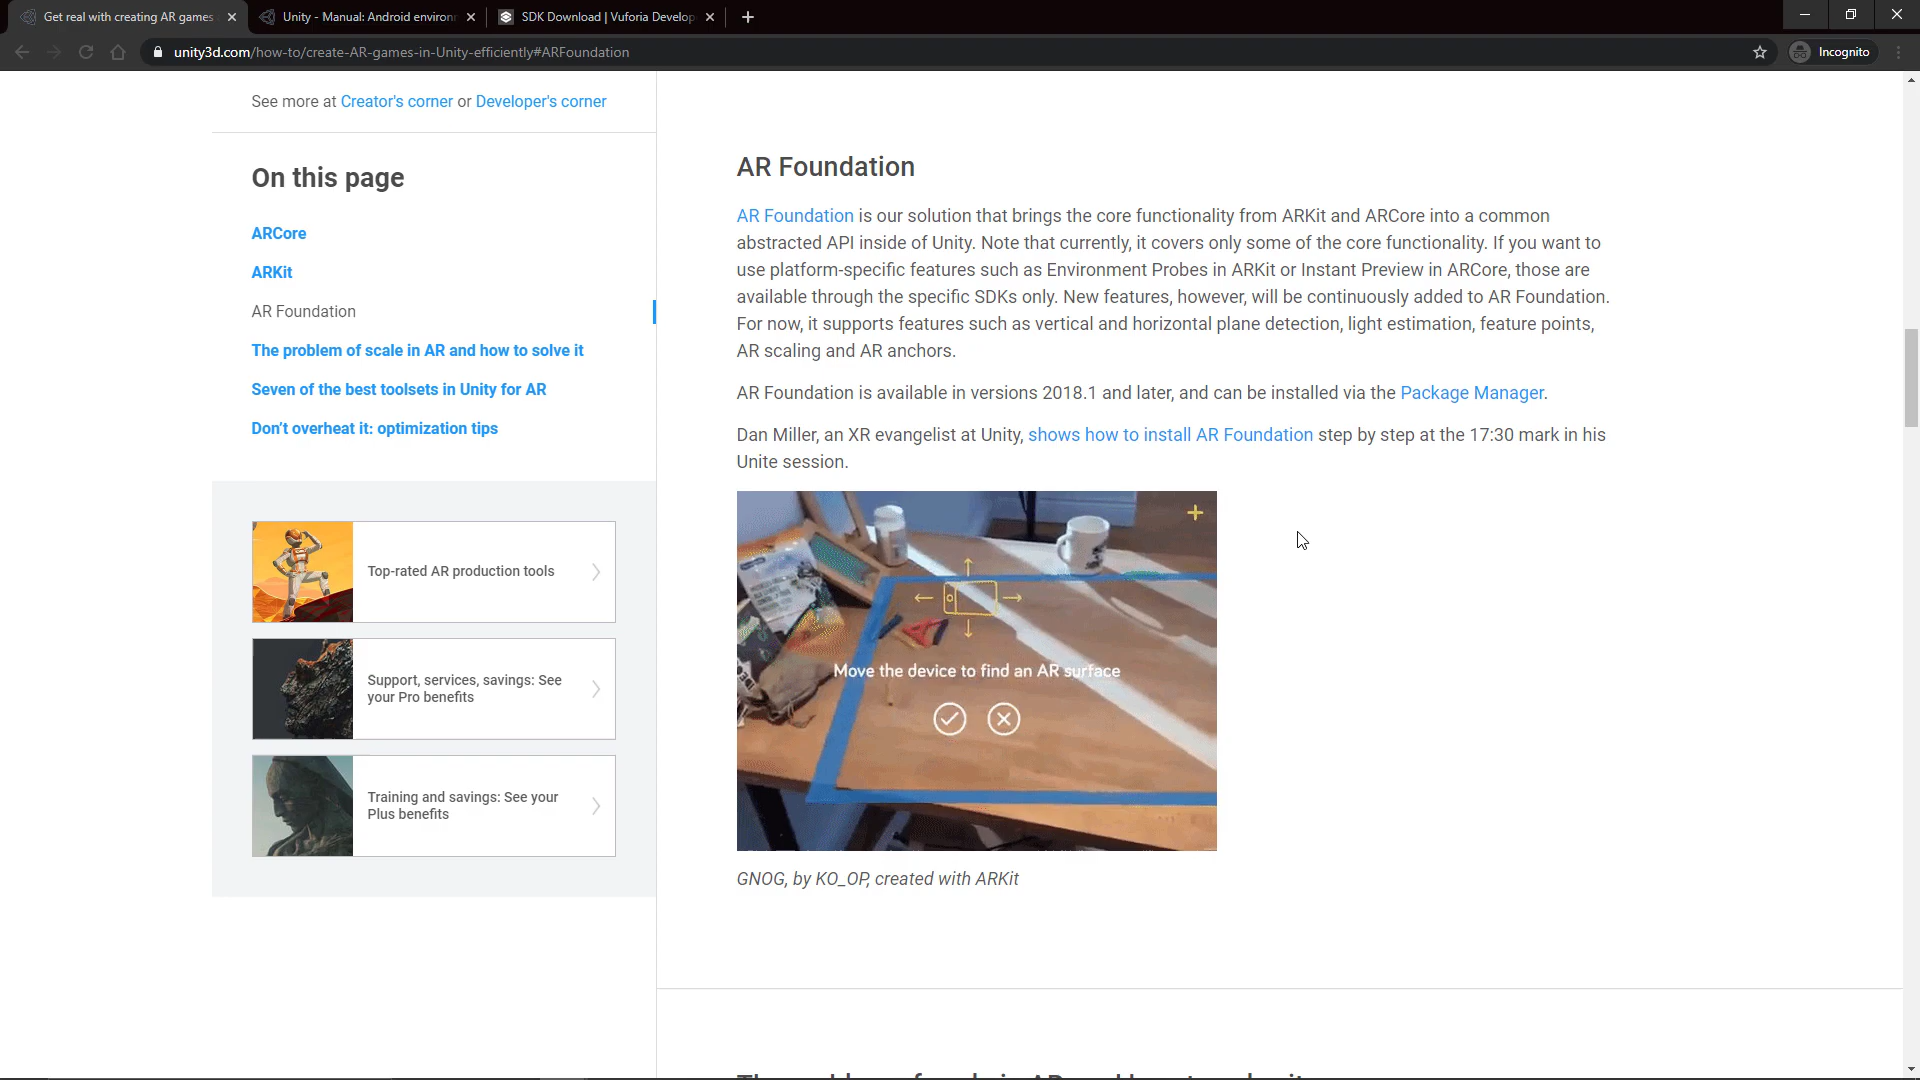 Get real with creating AR games
Unity - Manual: Android environ
SDK Download | Vuforia Develop
unity3d.com/how-to/create-AR-games-in-Unity-efficiently#ARFoundation
Incognito
See more at Creator's corner or Developer's corner
On this page
ARCore
ARKit
AR Foundation
The problem of scale in AR and how to solve it
Seven of the best toolsets in Unity for AR
Don't overheat it: optimization tips
Top-rated AR production tools
Support, services, savings: See
your Pro benefits
Training and savings: See your
Plus benefits
AR Foundation
AR Foundation is our solution that brings the core functionality from ARKit and ARCore into a common
abstracted API inside of Unity. Note that currently, it covers only some of the core functionality. If you want to
use platform-specific features such as Environment Probes in ARKit or Instant Preview in ARCore, those are
available through the specific SDKs only. New features, however, will be continuously added to AR Foundation.
For now, it supports features such as vertical and horizontal plane detection, light estimation, feature points,
AR scaling and AR anchors.
AR Foundation is available in versions 2018.1 and later, and can be installed via the Package Manager.
Dan Miller, an XR evangelist at Unity, shows how to install AR Foundation step by step at the 17:30 mark in his
Unite session.
Move the device to find an AR surface
GNOG, by KO_OP, created with ARKit